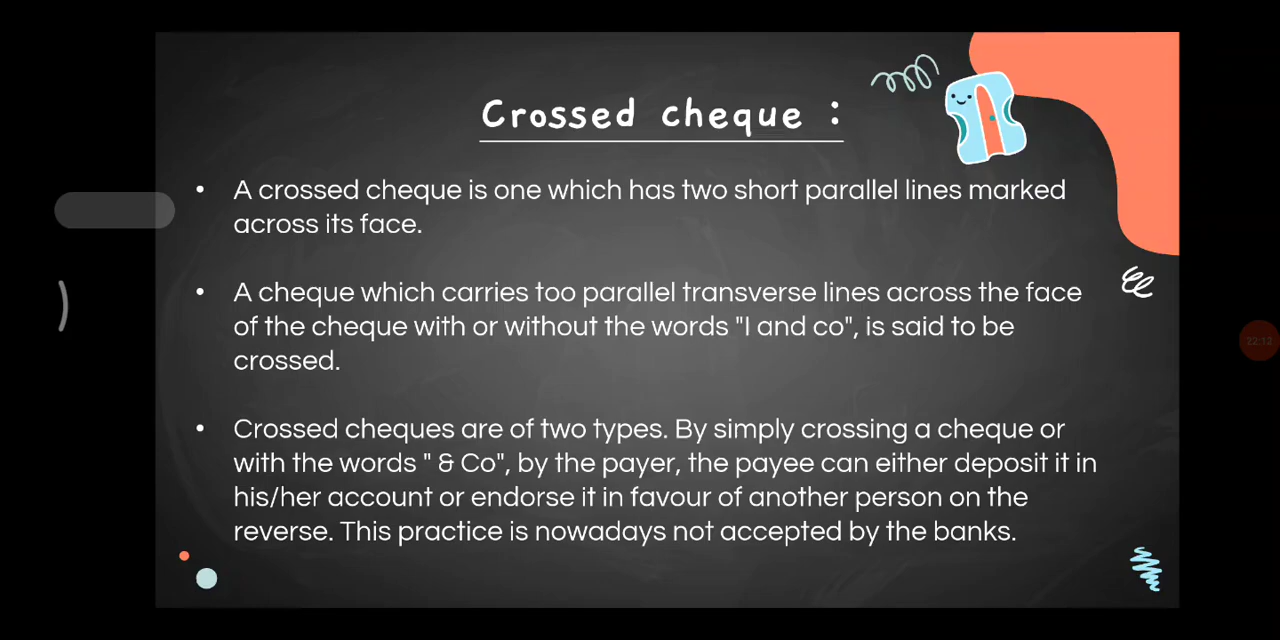 Crossed cheque :
• A crossed cheque is one which has two short parallel lines marked
across its face.
• A cheque which carries too parallel transverse lines across the face
of the cheque with or without the words "I and co", is said to be
crossed.
• Crossed cheques are of two types. By simply crossing a cheque or
with the words " & Co", by the payer, the payee can either deposit it in
his/her account or endorse it in favour of another person on the
reverse. This practice is nowadays not accepted by the banks.
22:12